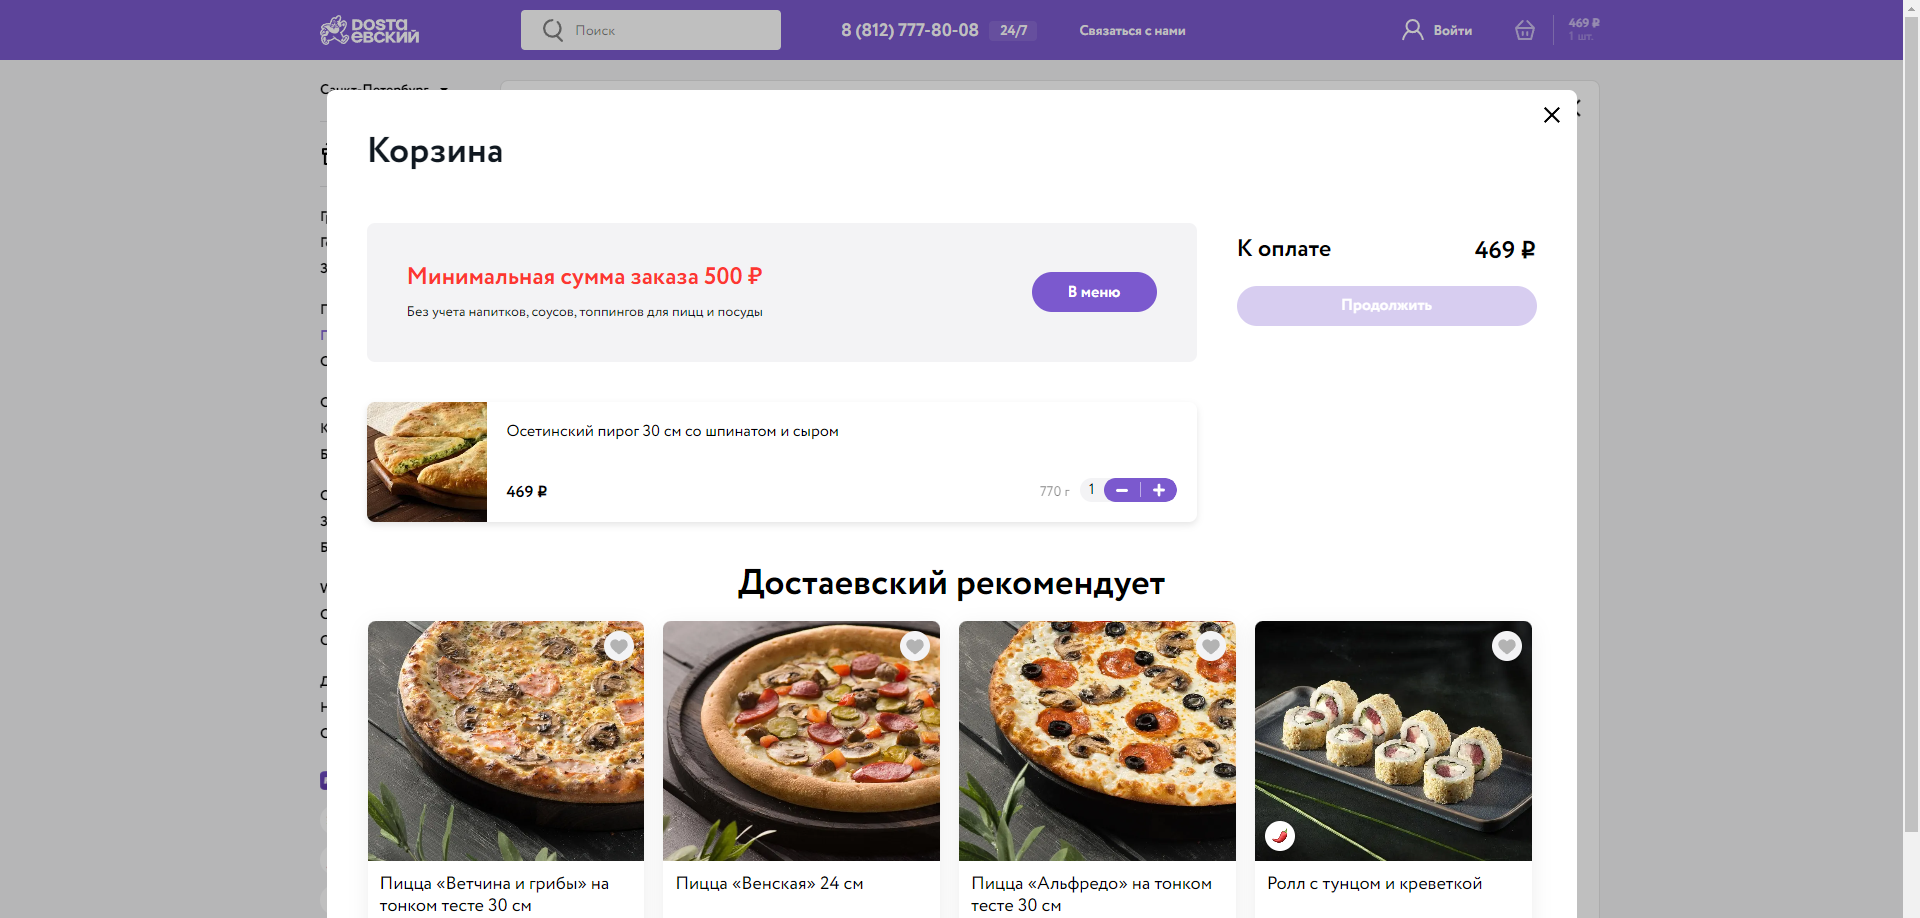 DOSTAЕВСКИЙ
Поиск
8 (812) 777-80-08
24/7
Связаться с нами
Войти
469 ₽
1 шт.
Санкт-Петербург
Корзина
Минимальная сумма заказа 500 ₽
Без учета напитков, соусов, топпингов для пицц и посуды
В меню
К оплате
469 ₽
Продолжить
Осетинский пирог 30 см со шпинатом и сыром
469 ₽
770 г
1
Достаевский рекомендует
Пицца «Ветчина и грибы» на
тонком тесте 30 см
Пицца «Венская» 24 см
Пицца «Альфредо» на тонком
тесте 30 см
Ролл с тунцом и креветкой